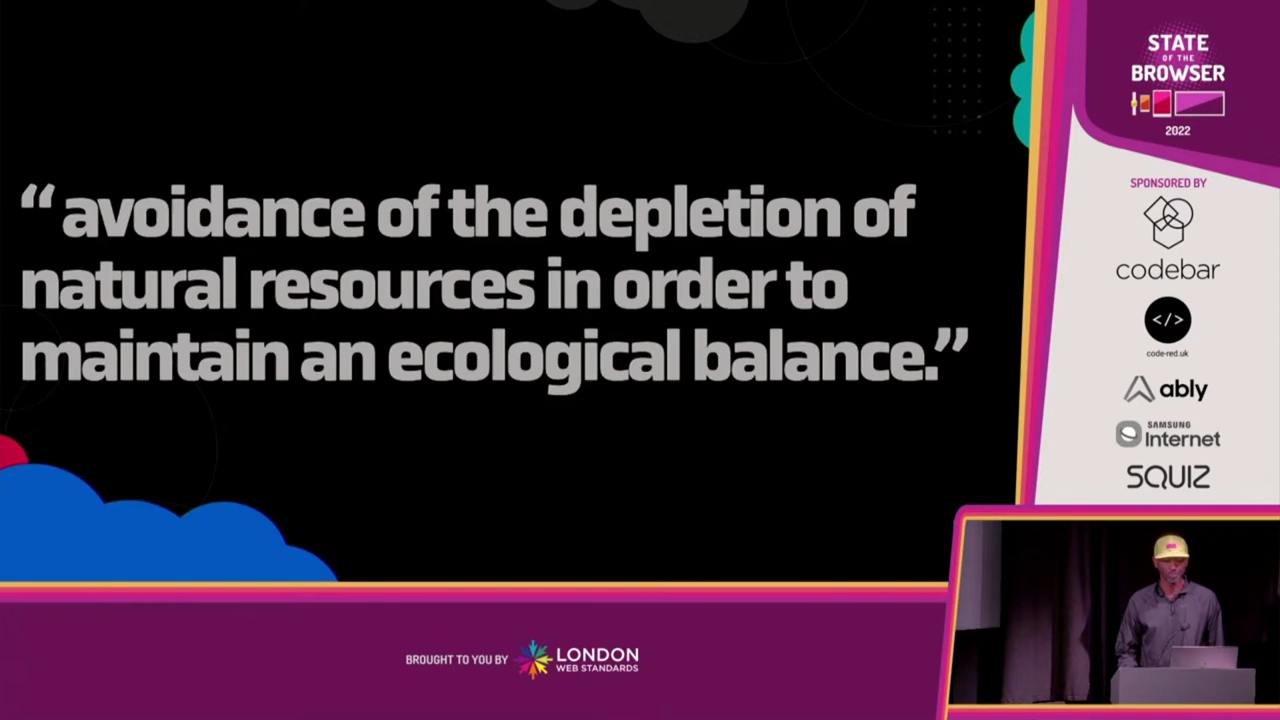 “avoidance of the depletion of
natural resources in order to
maintain an ecological balance.”
STATE
OF THE
BROWSER
2022
SPONSORED BY
codebar
</>
code-red.uk
ably
SAMSUNG
Internet
SQUIZ
BROUGHT TO YOU BY
LONDON
WEB STANDARDS